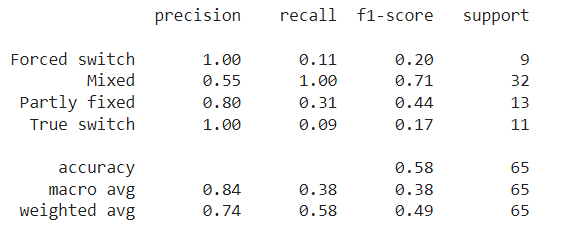 precision recall f1-score support
Forced switch 1.00 0.11 0.20 9
Mixed 0.55 1.00 0.71 32
Partly fixed 0.80 0.31 0.44 13
True switch 1.00 0.09 0.17 11
accuracy 0.58 65
macro avg 0.84 0.38 0.38 65
weighted avg 0.74 0.58 0.49 65